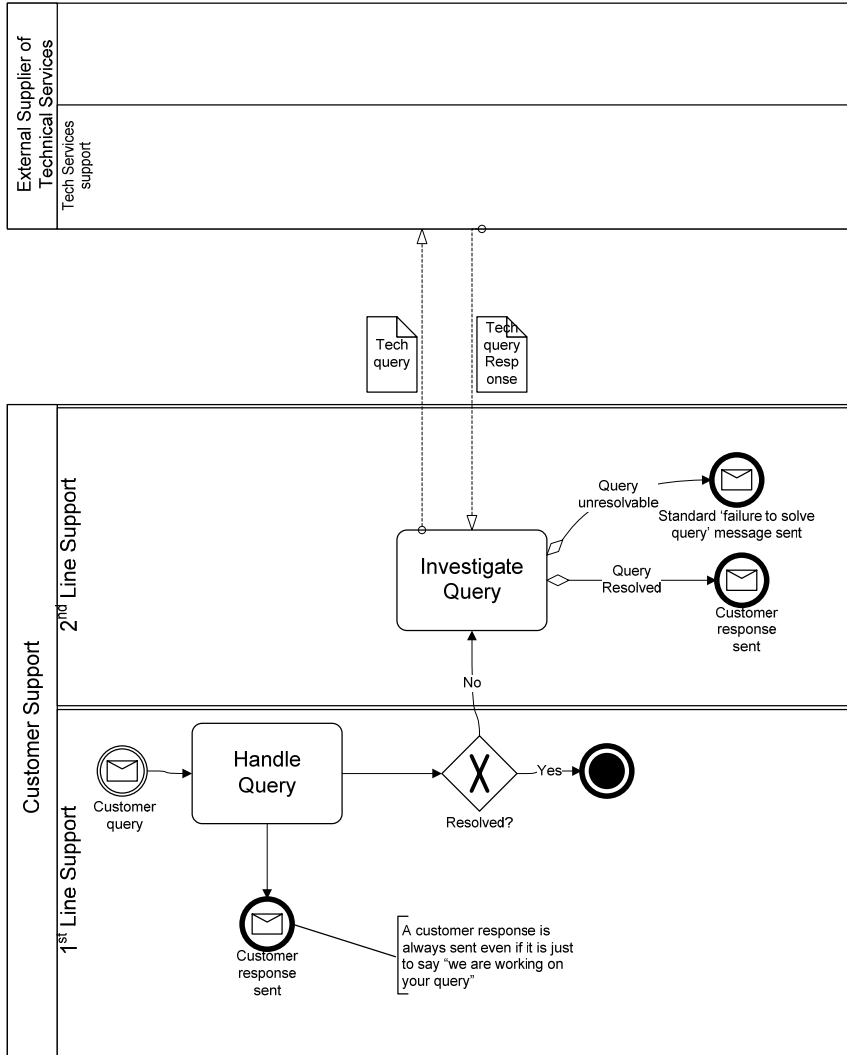 External Supplier of
Technical Services
Tech Services
support
Tech
query
Tech
query
Resp
onse
Customer Support
2nd Line Support
Query
unresolvable
Standard ‘failure to solve
query’ message sent
Investigate
Query
Query
Resolved
Customer
response
sent
No
1st Line Support
Customer
query
Handle
Query
Yes
Resolved?
Customer
response
sent
A customer response is
always sent even if it is just
to say “we are working on
your query”